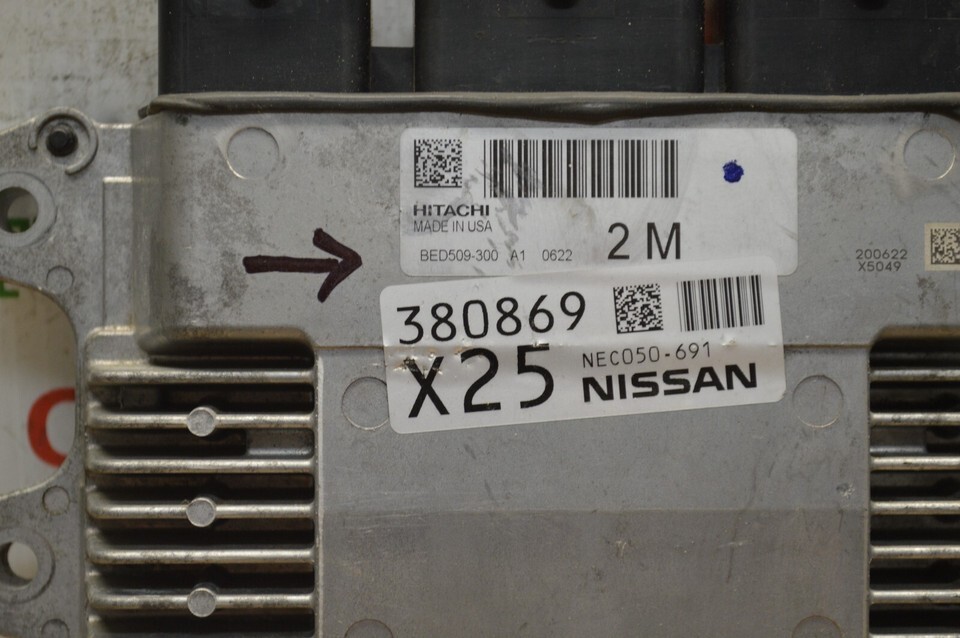 HITACHI
MADE IN USA
BED509-300 A1 0622 2 M
200622
X5049
380869
X25 NEC050-691
NISSAN